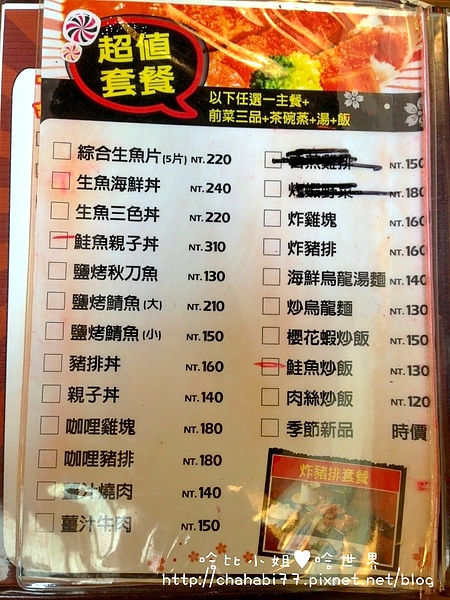 超值
套餐
以下任選一主餐+
前菜三品+茶碗蒸+湯+飯
綜合生魚片(5片) NT.220
生魚海鮮丼 NT.240
生魚三色丼 NT.220
鮭魚親子丼 NT.310
鹽烤秋刀魚 NT.130
鹽烤鯖魚(大) NT.210
鹽烤鯖魚(小) NT.150
豬排丼 NT.160
親子丼 NT.140
咖哩雞塊 NT.180
咖哩豬排 NT.180
薑汁燒肉 NT.140
薑汁牛肉 NT.150
NT.150
NT.180
炸雞塊 NT.160
炸豬排 NT.160
海鮮烏龍湯麵 NT.140
炒烏龍麵 NT.130
櫻花蝦炒飯 NT.150
鮭魚炒飯 NT.130
肉絲炒飯 NT.120
季節新品 時價
炸豬排套餐
哈比小姐♥哈世界
http://chahabi77.pixnet.net/blog